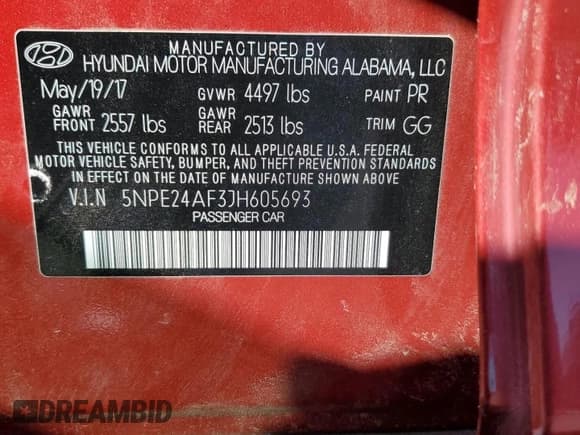 MANUFACTURED BY
HYUNDAI MOTOR MANUFACTURING ALABAMA, LLC
May/19/17 GVWR 4497 lbs PAINT PR
GAWR FRONT 2557 lbs GAWR REAR 2513 lbs TRIM GG
THIS VEHICLE CONFORMS TO ALL APPLICABLE U.S.A. FEDERAL
MOTOR VEHICLE SAFETY, BUMPER, AND THEFT PREVENTION STANDARDS
IN EFFECT ON THE DATE OF MANUFACTURE SHOWN ABOVE
V.I.N 5NPE24AF3JH605693
PASSENGER CAR
DREAMBID